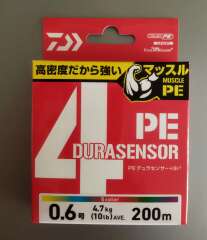 DAIWA
高密度だから強い
マッスル
MUSCLE
PE
4
PE
DURASENSOR
PE デュラセンサー
5color
0.6号
4.7kg
(10lb) AVE.
200m